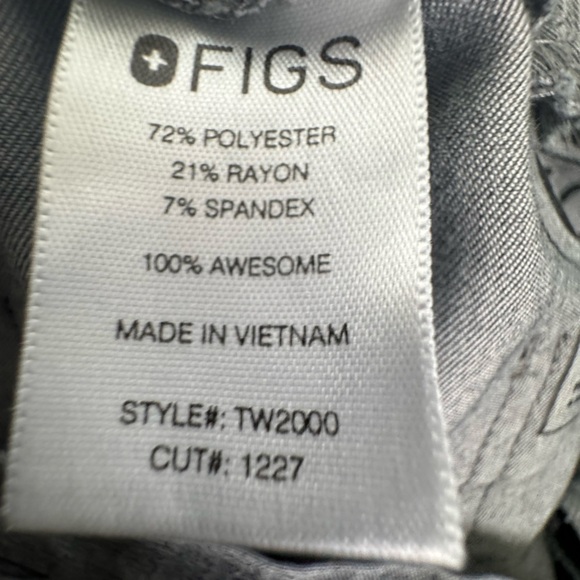 FIGS
72% POLYESTER
21% RAYON
7% SPANDEX
100% AWESOME
MADE IN VIETNAM
STYLE#: TW2000
CUT#: 1227